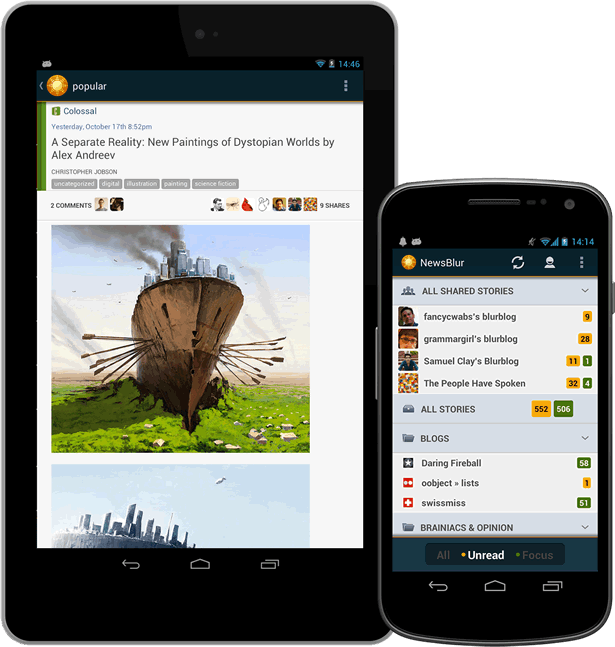 14:46
popular
Colossal
Yesterday, October 17th 8:52pm
A Separate Reality: New Paintings of Dystopian Worlds by
Alex Andreev
CHRISTOPHER JOBSON
uncategorized digital illustration painting science fiction
2 COMMENTS 9 SHARES
14:14
NewsBlur
ALL SHARED STORIES
fancycwabs's blurblog 9
grammargirl's blurblog 28
Samuel Clay's Blurblog 11 1
The People Have Spoken 32 4
ALL STORIES 552 506
BLOGS
Daring Fireball 58
oobject » lists 1
swissmiss 51
BRAINIACS & OPINION
All Unread Focus